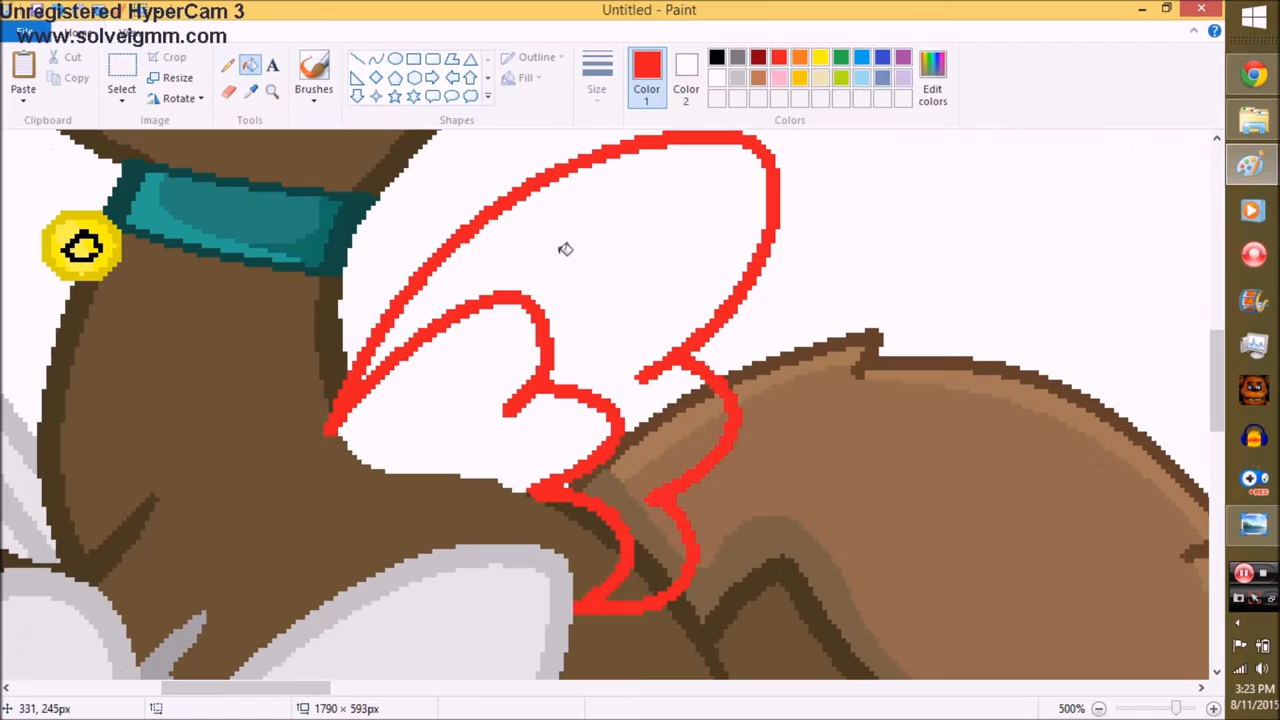 Unregistered HyperCam 3
www.solveigmm.com
Untitled - Paint
Paste
Cut
Copy
Clipboard
Select
Crop
Resize
Rotate
Image
Tools
Brushes
Shapes
Outline
Fill
Size
Color 1
Color 2
Edit colors
Colors
+REC
331, 245px
1790 × 593px
500%
3:23 PM
8/11/2015